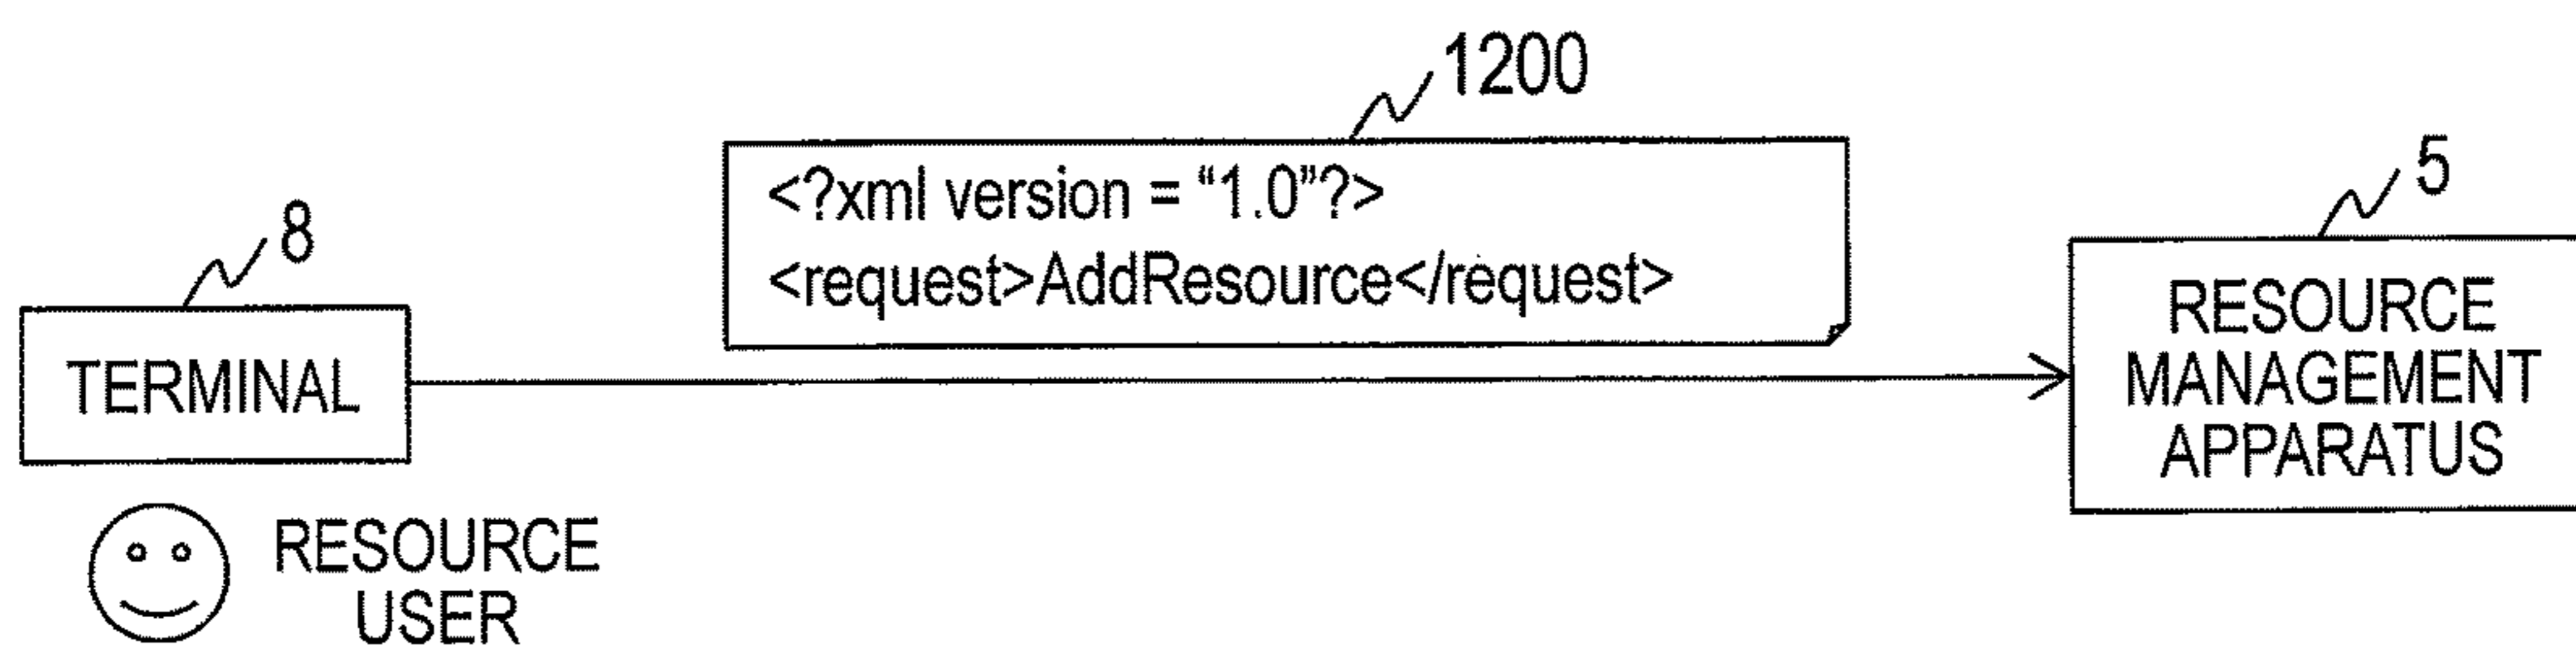 1200
<?xml version = “1.0”?>
<request>AddResource</request>
8
TERMINAL
RESOURCE
USER
5
RESOURCE
MANAGEMENT
APPARATUS